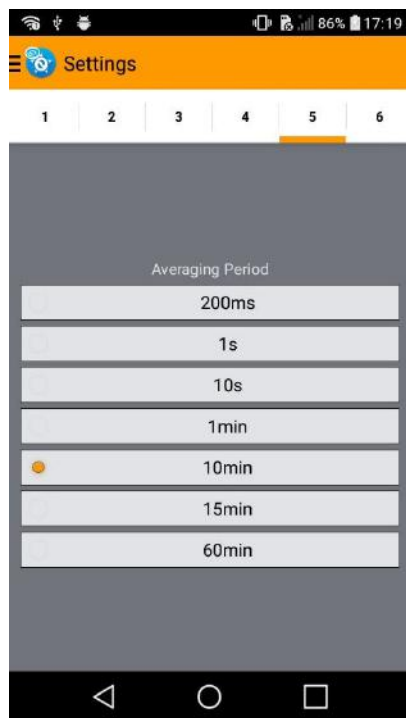 86% 17:19
Settings
1 2 3 4 5 6
Averaging Period
200ms
1s
10s
1min
10min
15min
60min